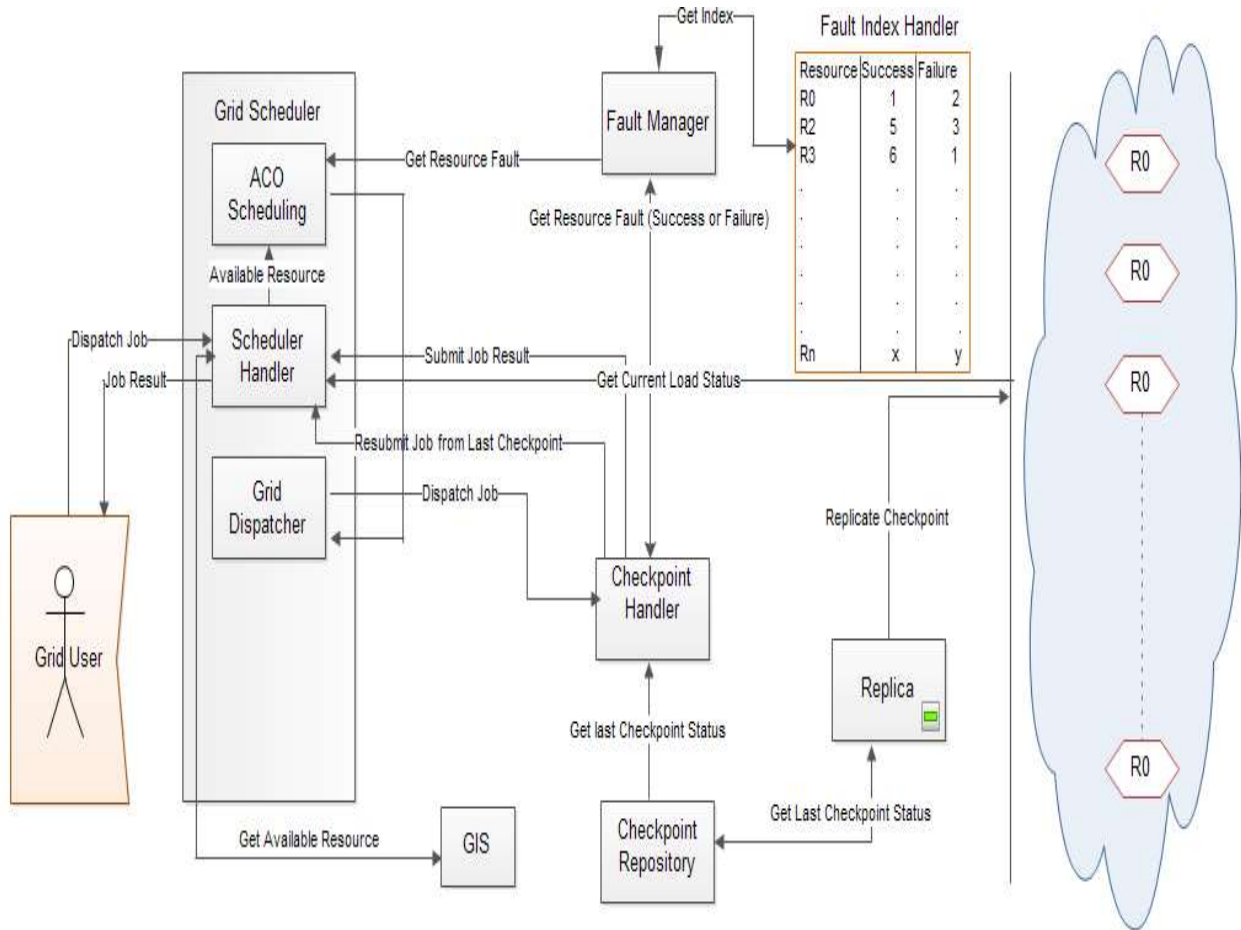 Get Index
Fault Index Handler
Resource Success Failure
R0 1 2
R2 5 3
R3 6 1
. . .
. . .
. . .
. . .
. . .
. . .
Rn x y
Grid Scheduler
Fault Manager
ACO
Scheduling
Get Resource Fault
Get Resource Fault (Success or Failure)
Available Resource
Dispatch Job
Scheduler
Handler
Submit Job Result
Job Result
Get Current Load Status
Resubmit Job from Last Checkpoint
Grid
Dispatcher
Dispatch Job
Replicate Checkpoint
Checkpoint
Handler
Grid User
Replica
Get last Checkpoint Status
Get Last Checkpoint Status
Get Available Resource
GIS
Checkpoint
Repository
R0
R0
R0
R0